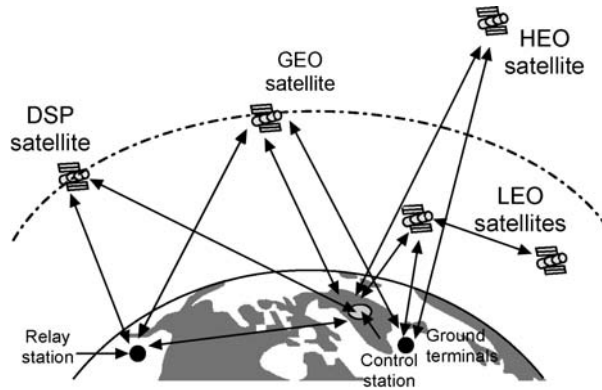 HEO
satellite
GEO
satellite
DSP
satellite
LEO
satellites
Relay
station
Ground
terminals
Control
station